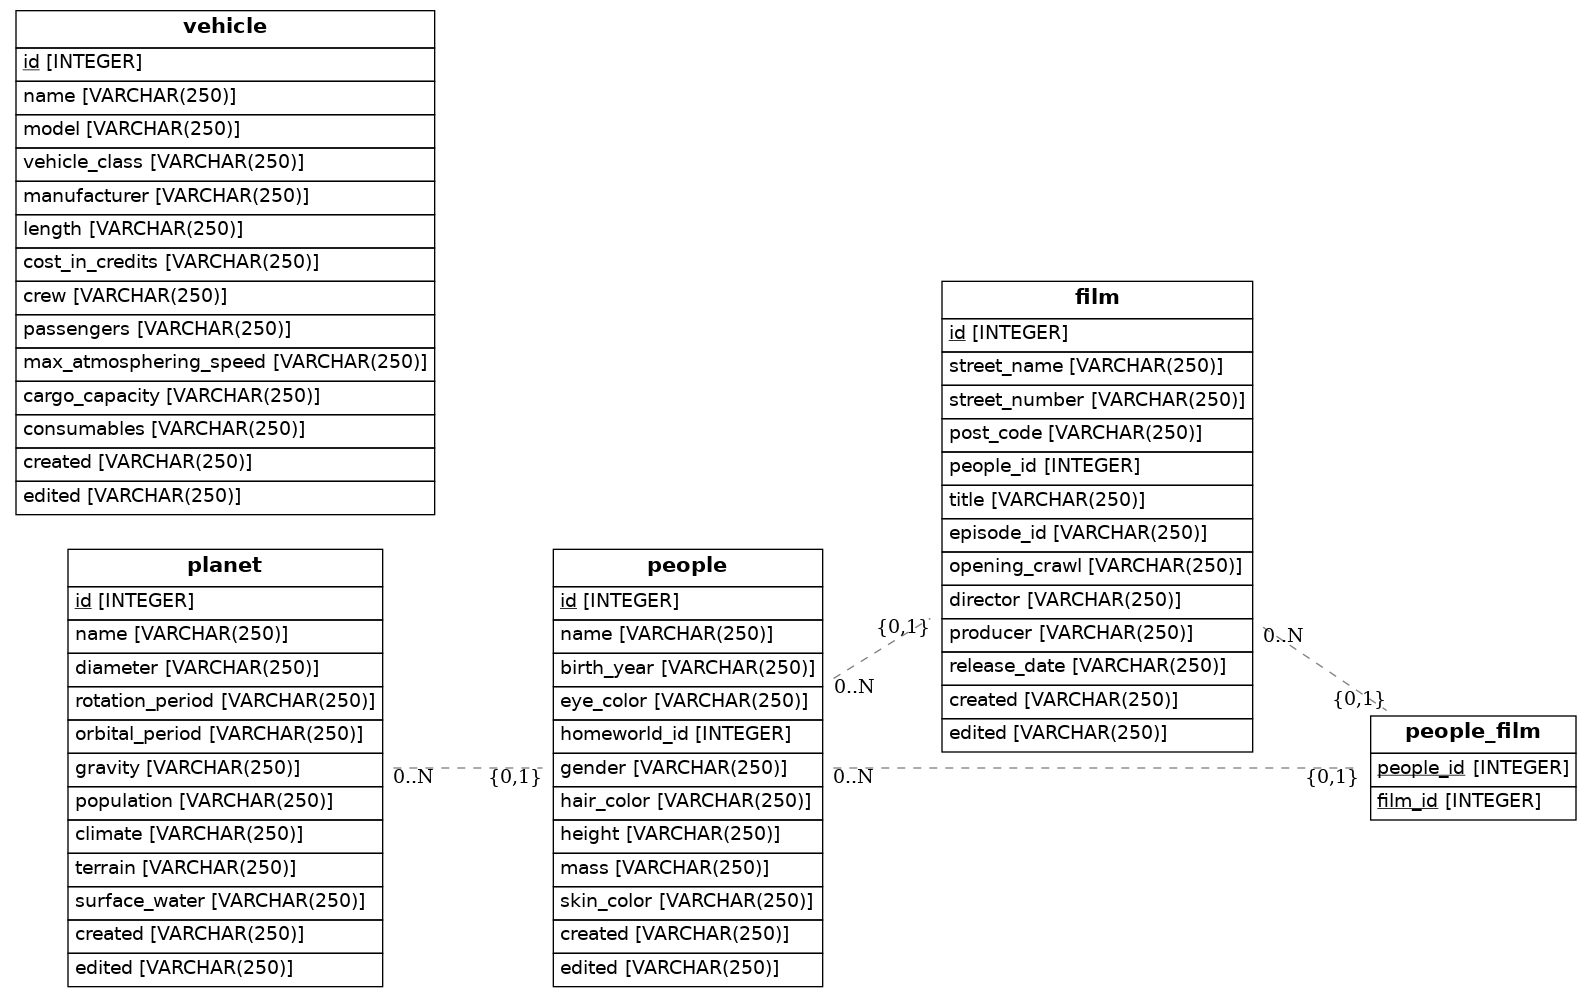 vehicle
id [INTEGER]
name [VARCHAR(250)]
model [VARCHAR(250)]
vehicle_class [VARCHAR(250)]
manufacturer [VARCHAR(250)]
length [VARCHAR(250)]
cost_in_credits [VARCHAR(250)]
crew [VARCHAR(250)]
passengers [VARCHAR(250)]
max_atmosphering_speed [VARCHAR(250)]
cargo_capacity [VARCHAR(250)]
consumables [VARCHAR(250)]
created [VARCHAR(250)]
edited [VARCHAR(250)]
planet
id [INTEGER]
name [VARCHAR(250)]
diameter [VARCHAR(250)]
rotation_period [VARCHAR(250)]
orbital_period [VARCHAR(250)]
gravity [VARCHAR(250)]
population [VARCHAR(250)]
climate [VARCHAR(250)]
terrain [VARCHAR(250)]
surface_water [VARCHAR(250)]
created [VARCHAR(250)]
edited [VARCHAR(250)]
0..N
{0,1}
people
id [INTEGER]
name [VARCHAR(250)]
birth_year [VARCHAR(250)]
eye_color [VARCHAR(250)]
homeworld_id [INTEGER]
gender [VARCHAR(250)]
hair_color [VARCHAR(250)]
height [VARCHAR(250)]
mass [VARCHAR(250)]
skin_color [VARCHAR(250)]
created [VARCHAR(250)]
edited [VARCHAR(250)]
{0,1}
0..N
0..N
{0,1}
film
id [INTEGER]
street_name [VARCHAR(250)]
street_number [VARCHAR(250)]
post_code [VARCHAR(250)]
people_id [INTEGER]
title [VARCHAR(250)]
episode_id [VARCHAR(250)]
opening_crawl [VARCHAR(250)]
director [VARCHAR(250)]
producer [VARCHAR(250)]
release_date [VARCHAR(250)]
created [VARCHAR(250)]
edited [VARCHAR(250)]
0..N
{0,1}
people_film
people_id [INTEGER]
film_id [INTEGER]